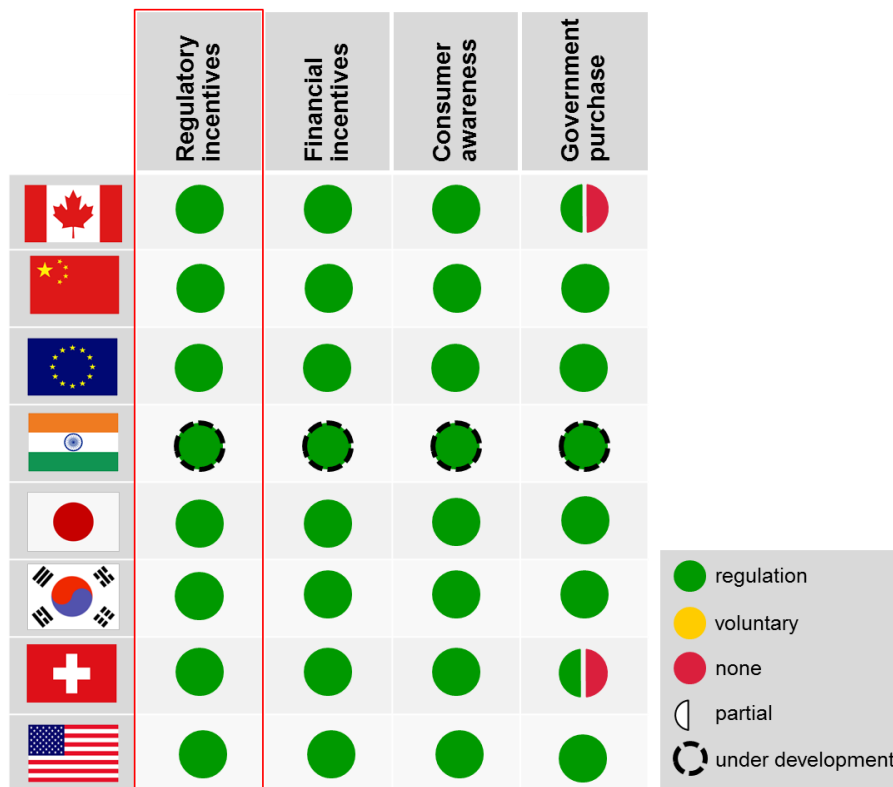 Regulatory
incentives
Financial
incentives
Consumer
awareness
Government
purchase
regulation
voluntary
none
partial
under development